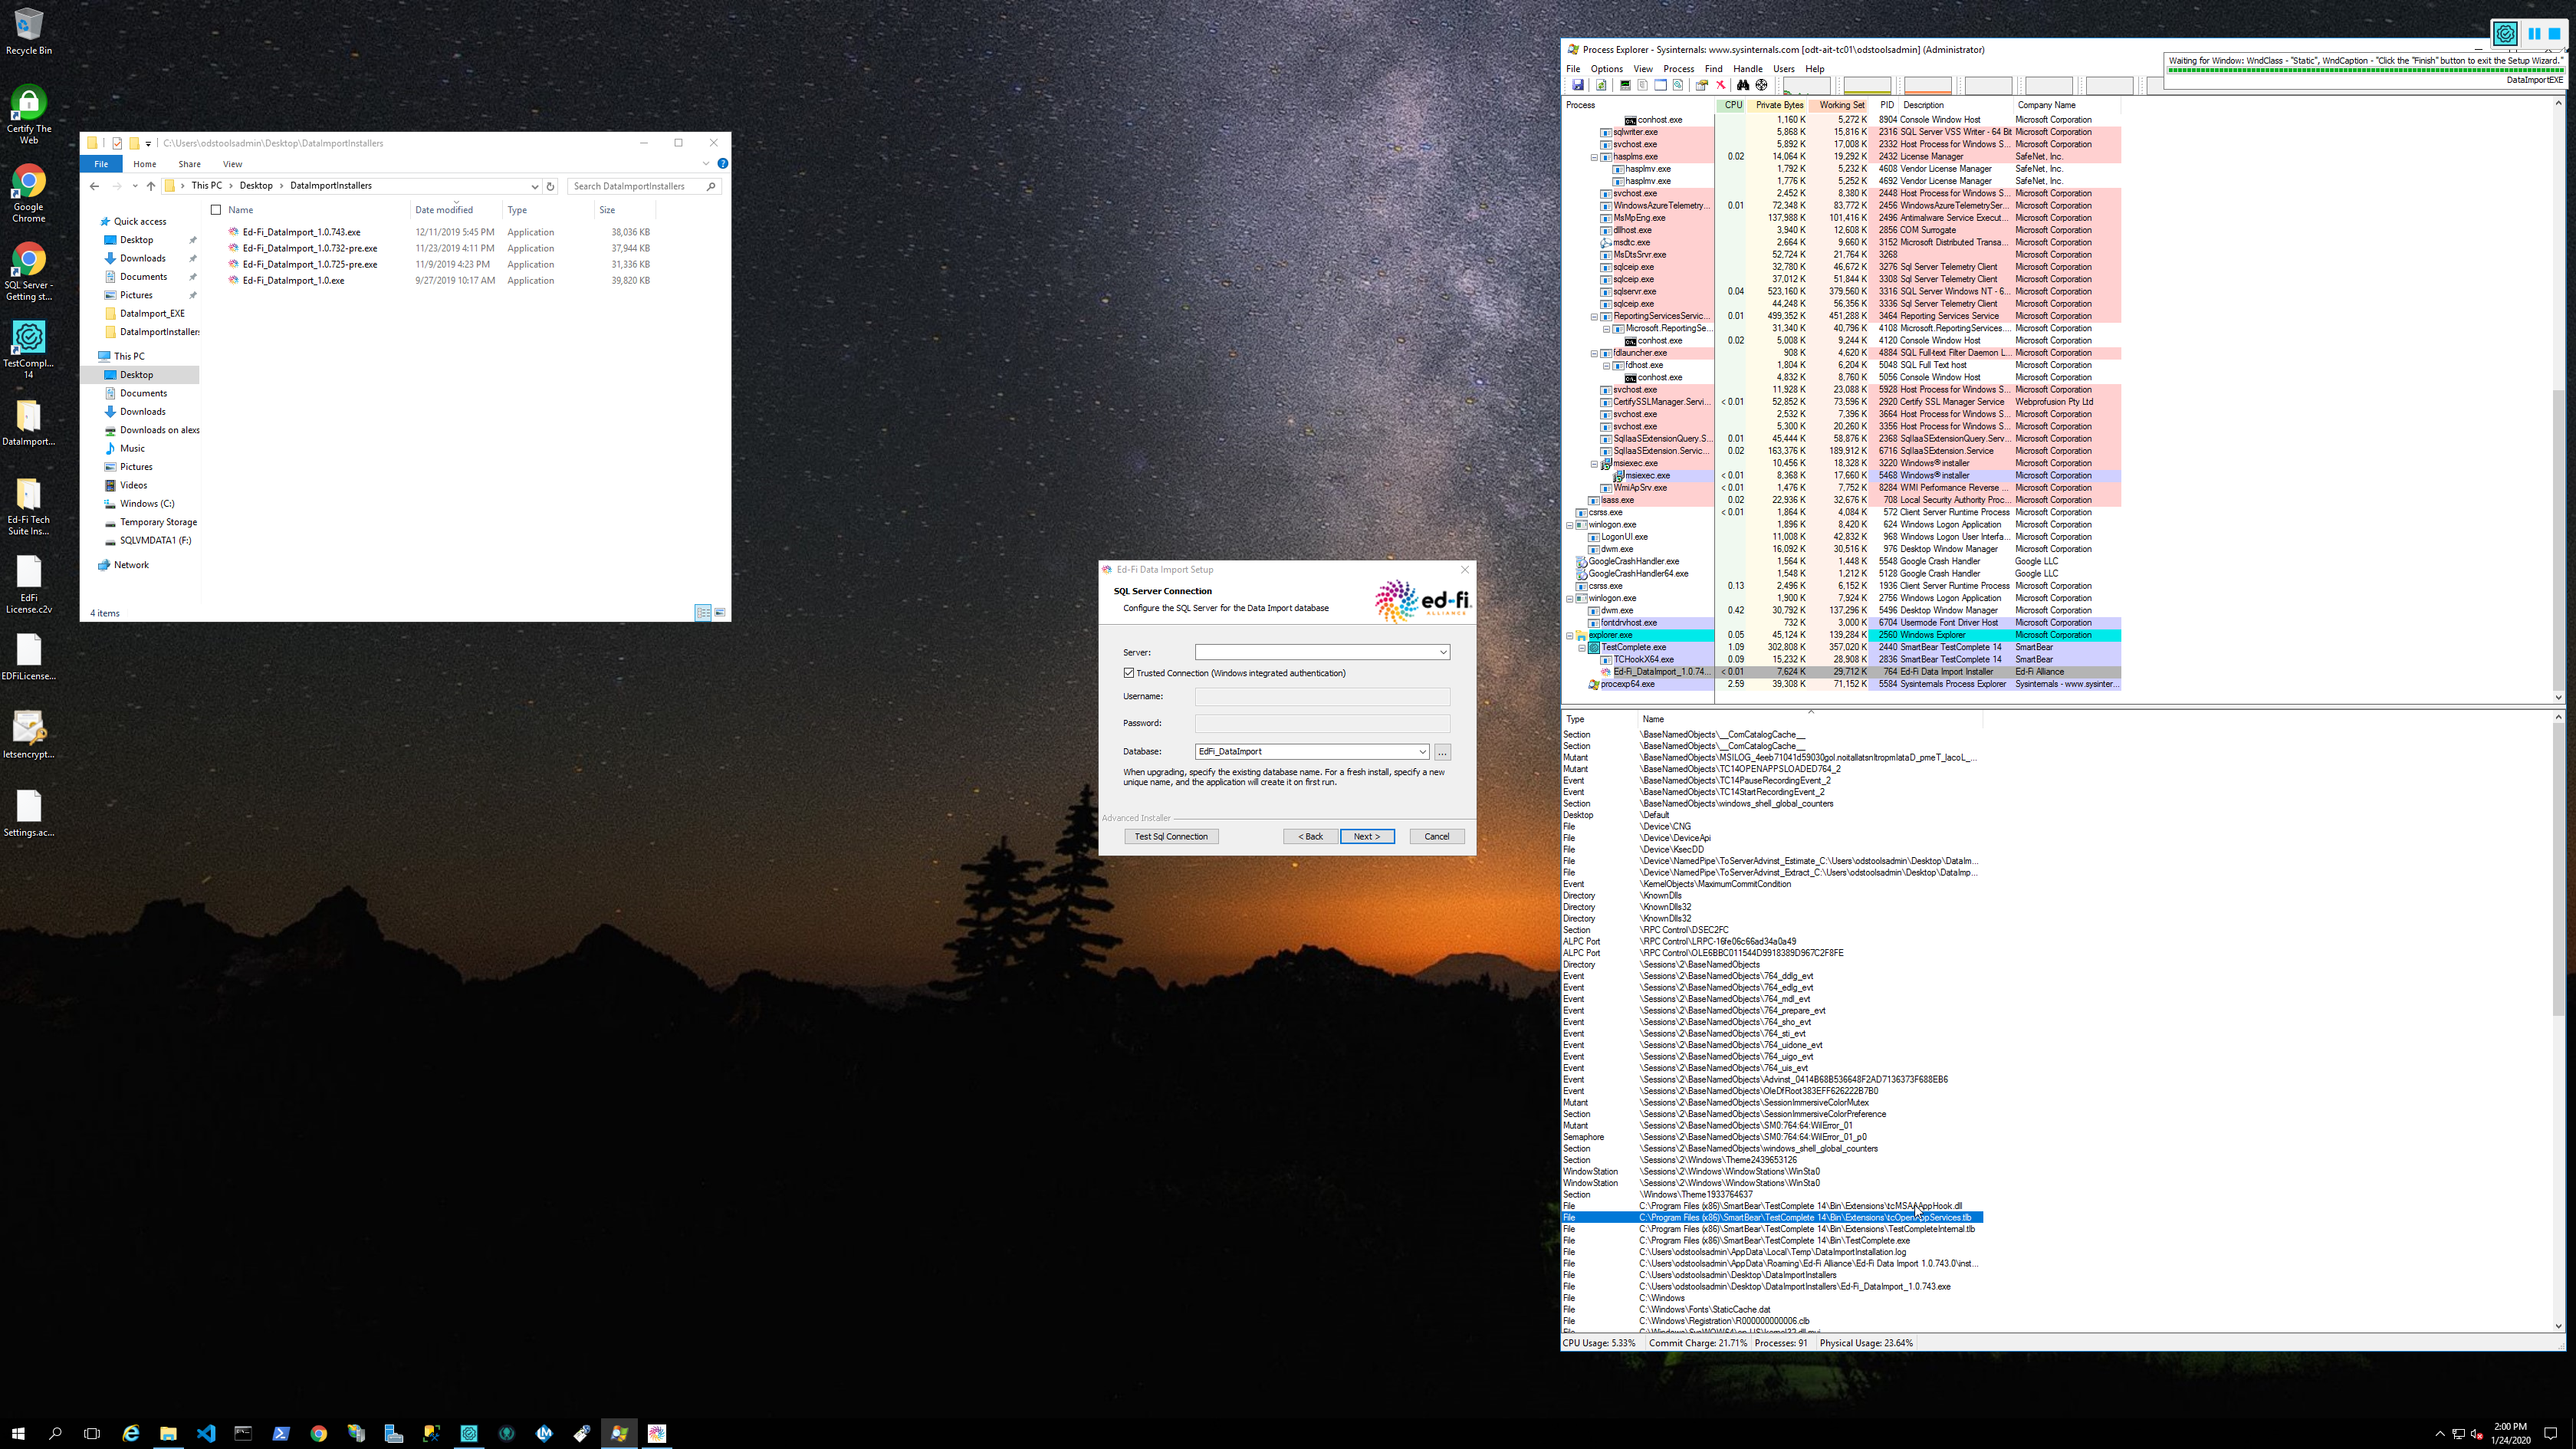 Recycle Bin
Certify The
Web
Google
Chrome
SQL Server -
Getting st...
TestCompl...
14
DataImport...
Ed-Fi Tech
Suite Ins...
EdFi
License.c2v
EDFiLicense...
letsencrypt...
Settings.ac...
C:\Users\odstoolsadmin\Desktop\DataImportInstallers
File Home Share View
This PC > Desktop > DataImportInstallers
Search DataImportInstallers
Name Date modified Type Size
Ed-Fi_DataImport_1.0.743.exe 12/11/2019 5:45 PM Application 38,036 KB
Ed-Fi_DataImport_1.0.732-pre.exe 11/23/2019 4:11 PM Application 37,944 KB
Ed-Fi_DataImport_1.0.725-pre.exe 11/9/2019 4:23 PM Application 31,336 KB
Ed-Fi_DataImport_1.0.exe 9/27/2019 10:17 AM Application 39,820 KB
Quick access
Desktop
Downloads
Documents
Pictures
DataImport_EXE
DataImportInstallers
This PC
Desktop
Documents
Downloads
Downloads on alexs
Music
Pictures
Videos
Windows (C:)
Temporary Storage
SQLVMDATA1 (F:)
Network
4 items
Ed-Fi Data Import Setup
SQL Server Connection
Configure the SQL Server for the Data Import database
ed-fi
ALLIANCE
Server:
Trusted Connection (Windows integrated authentication)
Username:
Password:
Database: EdFi_DataImport ...
When upgrading, specify the existing database name. For a fresh install, specify a new
unique name, and the application will create it on first run.
Advanced Installer
Test Sql Connection < Back Next > Cancel
Process Explorer - Sysinternals: www.sysinternals.com [odt-ait-tc01\odstoolsadmin] (Administrator)
File Options View Process Find Handle Users Help
Waiting for Window: WndClass - "Static", WndCaption - "Click the "Finish" button to exit the Setup Wizard."
DataImportEXE
Process CPU Private Bytes Working Set PID Description Company Name
conhost.exe 1,160 K 5,272 K 8904 Console Window Host Microsoft Corporation
sqlwriter.exe 5,868 K 15,816 K 2316 SQL Server VSS Writer - 64 Bit Microsoft Corporation
svchost.exe 5,892 K 17,008 K 2332 Host Process for Windows S... Microsoft Corporation
hasplms.exe 0.02 14,064 K 19,292 K 2432 License Manager SafeNet, Inc.
hasplmv.exe 1,792 K 5,232 K 4608 Vendor License Manager SafeNet, Inc.
hasplmv.exe 1,776 K 5,252 K 4692 Vendor License Manager SafeNet, Inc.
svchost.exe 2,452 K 8,380 K 2448 Host Process for Windows S... Microsoft Corporation
WindowsAzureTelemetry... 0.01 72,348 K 83,772 K 2456 WindowsAzureTelemetrySer... Microsoft Corporation
MsMpEng.exe 137,988 K 101,416 K 2496 Antimalware Service Execut... Microsoft Corporation
dllhost.exe 3,940 K 12,608 K 2856 COM Surrogate Microsoft Corporation
msdtc.exe 2,664 K 9,660 K 3152 Microsoft Distributed Transa... Microsoft Corporation
MsDtsSrvr.exe 52,724 K 21,764 K 3268 Microsoft Corporation
sqlceip.exe 32,780 K 46,672 K 3276 Sql Server Telemetry Client Microsoft Corporation
sqlceip.exe 37,012 K 51,844 K 3308 Sql Server Telemetry Client Microsoft Corporation
sqlservr.exe 0.04 523,160 K 379,560 K 3316 SQL Server Windows NT - 6... Microsoft Corporation
sqlceip.exe 44,248 K 56,356 K 3336 Sql Server Telemetry Client Microsoft Corporation
ReportingServicesServic... 0.01 499,352 K 451,288 K 3464 Reporting Services Service Microsoft Corporation
Microsoft.ReportingSe... 31,340 K 40,796 K 4108 Microsoft.ReportingServices.... Microsoft Corporation
conhost.exe 0.02 5,008 K 9,244 K 4120 Console Window Host Microsoft Corporation
fdlauncher.exe 908 K 4,620 K 4884 SQL Full-text Filter Daemon L... Microsoft Corporation
fdhost.exe 1,804 K 6,204 K 5048 SQL Full Text host Microsoft Corporation
conhost.exe 4,832 K 8,760 K 5056 Console Window Host Microsoft Corporation
svchost.exe 11,928 K 23,088 K 5928 Host Process for Windows S... Microsoft Corporation
CertifySSLManager.Servi... < 0.01 52,852 K 73,596 K 2920 Certify SSL Manager Service Webprofusion Pty Ltd
svchost.exe 2,532 K 7,396 K 3664 Host Process for Windows S... Microsoft Corporation
svchost.exe 5,300 K 20,260 K 3356 Host Process for Windows S... Microsoft Corporation
SqlIaaSExtensionQuery.S... 0.01 45,444 K 58,876 K 2368 SqlIaaSExtensionQuery.Serv... Microsoft Corporation
SqlIaaSExtension.Servic... 0.02 163,376 K 189,912 K 6716 SqlIaaSExtension.Service Microsoft Corporation
msiexec.exe 10,456 K 18,328 K 3220 Windows® installer Microsoft Corporation
msiexec.exe < 0.01 8,368 K 17,660 K 5468 Windows® installer Microsoft Corporation
WmiApSrv.exe < 0.01 1,476 K 7,752 K 8284 WMI Performance Reverse ... Microsoft Corporation
lsass.exe 0.02 22,936 K 32,676 K 708 Local Security Authority Proc... Microsoft Corporation
csrss.exe < 0.01 1,864 K 4,084 K 572 Client Server Runtime Process Microsoft Corporation
winlogon.exe 1,896 K 8,420 K 624 Windows Logon Application Microsoft Corporation
LogonUI.exe 11,008 K 42,832 K 968 Windows Logon User Interfa... Microsoft Corporation
dwm.exe 16,092 K 30,516 K 976 Desktop Window Manager Microsoft Corporation
GoogleCrashHandler.exe 1,564 K 1,448 K 5548 Google Crash Handler Google LLC
GoogleCrashHandler64.exe 1,548 K 1,212 K 5128 Google Crash Handler Google LLC
csrss.exe 0.13 2,496 K 6,152 K 1936 Client Server Runtime Process Microsoft Corporation
winlogon.exe 1,900 K 7,924 K 2756 Windows Logon Application Microsoft Corporation
dwm.exe 0.42 30,792 K 137,296 K 5496 Desktop Window Manager Microsoft Corporation
fontdrvhost.exe 732 K 3,000 K 6704 Usermode Font Driver Host Microsoft Corporation
explorer.exe 0.05 45,124 K 139,284 K 2560 Windows Explorer Microsoft Corporation
TestComplete.exe 1.09 302,808 K 357,020 K 2440 SmartBear TestComplete 14 SmartBear
TCHookX64.exe 0.09 15,232 K 28,908 K 2836 SmartBear TestComplete 14 SmartBear
Ed-Fi_DataImport_1.0.74... < 0.01 7,624 K 29,712 K 764 Ed-Fi Data Import Installer Ed-Fi Alliance
procexp64.exe 2.59 39,308 K 71,152 K 5584 Sysinternals Process Explorer Sysinternals - www.sysinter...
Type Name
Section \BaseNamedObjects\__ComCatalogCache__
Section \BaseNamedObjects\__ComCatalogCache__
Mutant \BaseNamedObjects\MSILOG_4eeb71041d59030gol.noitallatsnItropmIataD_pmeT_lacoL_...
Mutant \BaseNamedObjects\TC14OPENAPPSLOADED764_2
Event \BaseNamedObjects\TC14PauseRecordingEvent_2
Event \BaseNamedObjects\TC14StartRecordingEvent_2
Section \BaseNamedObjects\windows_shell_global_counters
Desktop \Default
File \Device\CNG
File \Device\DeviceApi
File \Device\KsecDD
File \Device\NamedPipe\ToServerAdvinst_Estimate_C:\Users\odstoolsadmin\Desktop\DataIm...
File \Device\NamedPipe\ToServerAdvinst_Extract_C:\Users\odstoolsadmin\Desktop\DataImp...
Event \KernelObjects\MaximumCommitCondition
Directory \KnownDlls
Directory \KnownDlls32
Directory \KnownDlls32
Section \RPC Control\DSEC2FC
ALPC Port \RPC Control\LRPC-16fe06c66ad34a0a49
ALPC Port \RPC Control\OLE6BBC011544D9918389D967C2F8FE
Directory \Sessions\2\BaseNamedObjects
Event \Sessions\2\BaseNamedObjects\764_ddlg_evt
Event \Sessions\2\BaseNamedObjects\764_edlg_evt
Event \Sessions\2\BaseNamedObjects\764_mdl_evt
Event \Sessions\2\BaseNamedObjects\764_prepare_evt
Event \Sessions\2\BaseNamedObjects\764_sho_evt
Event \Sessions\2\BaseNamedObjects\764_sti_evt
Event \Sessions\2\BaseNamedObjects\764_uidone_evt
Event \Sessions\2\BaseNamedObjects\764_uigo_evt
Event \Sessions\2\BaseNamedObjects\764_uis_evt
Event \Sessions\2\BaseNamedObjects\Advinst_0414B68B536648F2AD7136373F688EB6
Event \Sessions\2\BaseNamedObjects\OleDfRoot383EFF626222B7B0
Mutant \Sessions\2\BaseNamedObjects\SessionImmersiveColorMutex
Section \Sessions\2\BaseNamedObjects\SessionImmersiveColorPreference
Mutant \Sessions\2\BaseNamedObjects\SM0:764:64:WilError_01
Semaphore \Sessions\2\BaseNamedObjects\SM0:764:64:WilError_01_p0
Section \Sessions\2\BaseNamedObjects\windows_shell_global_counters
Section \Sessions\2\Windows\Theme2439653126
WindowStation \Sessions\2\Windows\WindowStations\WinSta0
WindowStation \Sessions\2\Windows\WindowStations\WinSta0
Section \Windows\Theme1933764637
File C:\Program Files (x86)\SmartBear\TestComplete 14\Bin\Extensions\tcMSAAAppHook.dll
File C:\Program Files (x86)\SmartBear\TestComplete 14\Bin\Extensions\tcOpenAppServices.tlb
File C:\Program Files (x86)\SmartBear\TestComplete 14\Bin\Extensions\TestCompleteInternal.tlb
File C:\Program Files (x86)\SmartBear\TestComplete 14\Bin\TestComplete.exe
File C:\Users\odstoolsadmin\AppData\Local\Temp\DataImportInstallation.log
File C:\Users\odstoolsadmin\AppData\Roaming\Ed-Fi Alliance\Ed-Fi Data Import 1.0.743.0\inst...
File C:\Users\odstoolsadmin\Desktop\DataImportInstallers
File C:\Users\odstoolsadmin\Desktop\DataImportInstallers\Ed-Fi_DataImport_1.0.743.exe
File C:\Windows
File C:\Windows\Fonts\StaticCache.dat
File C:\Windows\Registration\R000000000006.clb
CPU Usage: 5.33% Commit Charge: 21.71% Processes: 91 Physical Usage: 23.64%
2:00 PM
1/24/2020